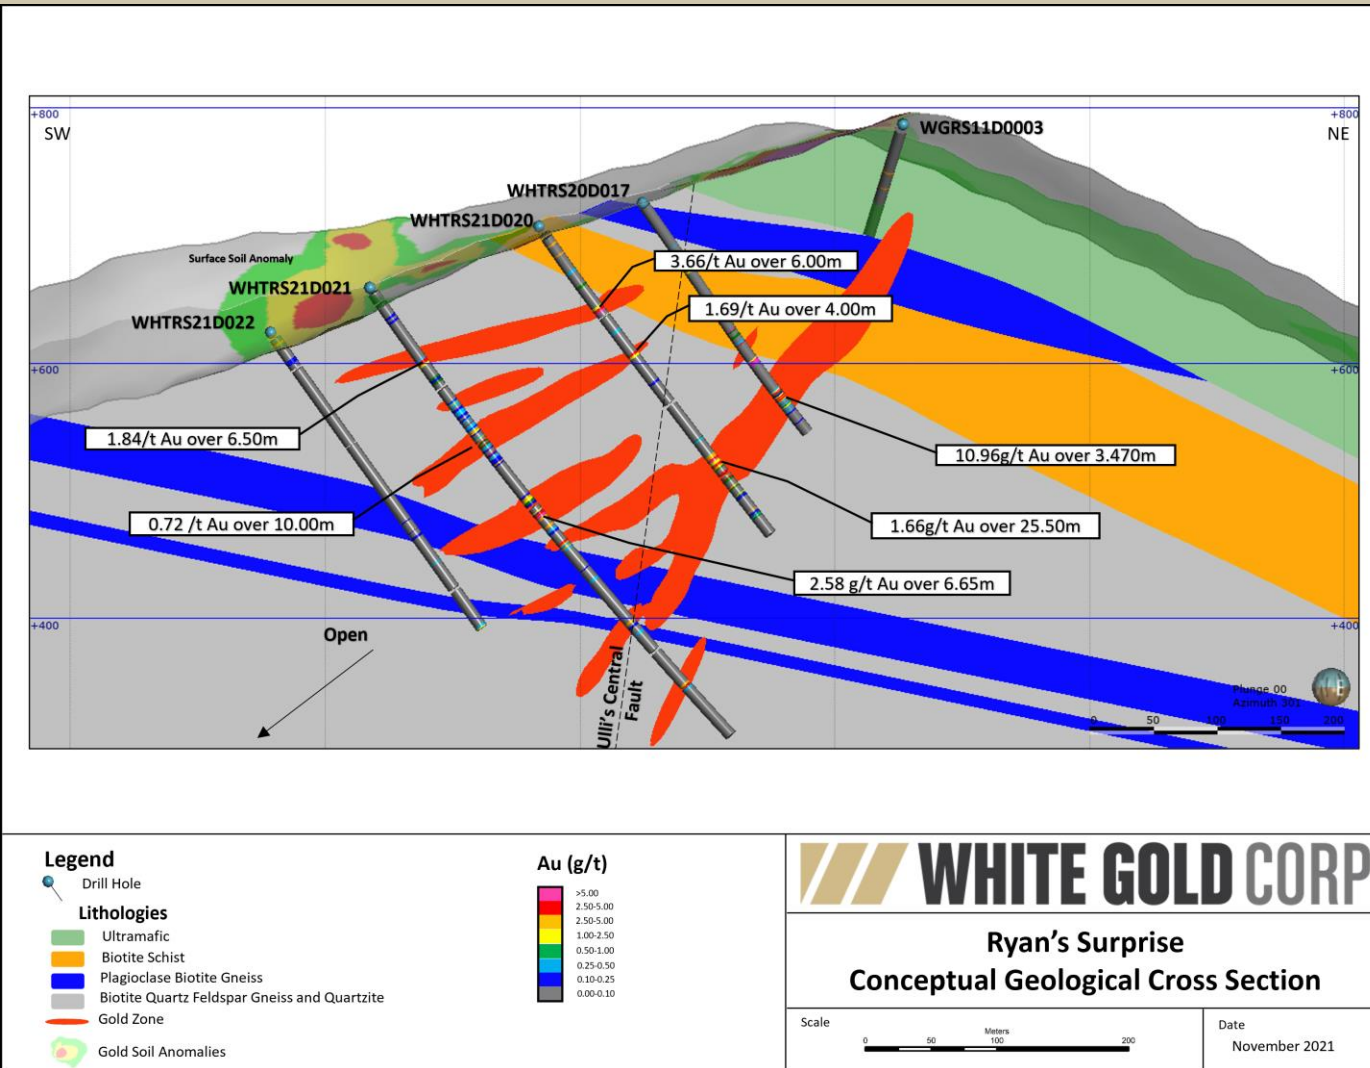 +800
+800
SW
NE
WGRS11D0003
WHTRS20D017
WHTRS21D020
Surface Soil Anomaly
3.66/t Au over 6.00m
WHTRS21D021
1.69/t Au over 4.00m
WHTRS21D022
+600
+600
1.84/t Au over 6.50m
10.96g/t Au over 3.470m
0.72 /t Au over 10.00m
1.66g/t Au over 25.50m
2.58 g/t Au over 6.65m
+400
+400
Open
Ulli's Central
Fault
E
Plunge 00
Azimuth 301
0 50 100 150 200
Legend
Drill Hole
Lithologies
Ultramafic
Biotite Schist
Plagioclase Biotite Gneiss
Biotite Quartz Feldspar Gneiss and Quartzite
Gold Zone
Gold Soil Anomalies
Au (g/t)
>5.00
2.50-5.00
2.50-5.00
1.00-2.50
0.50-1.00
0.25-0.50
0.10-0.25
0.00-0.10
WHITE GOLD CORP
Ryan's Surprise
Conceptual Geological Cross Section
Scale
Meters
0 50 100 200
Date
November 2021